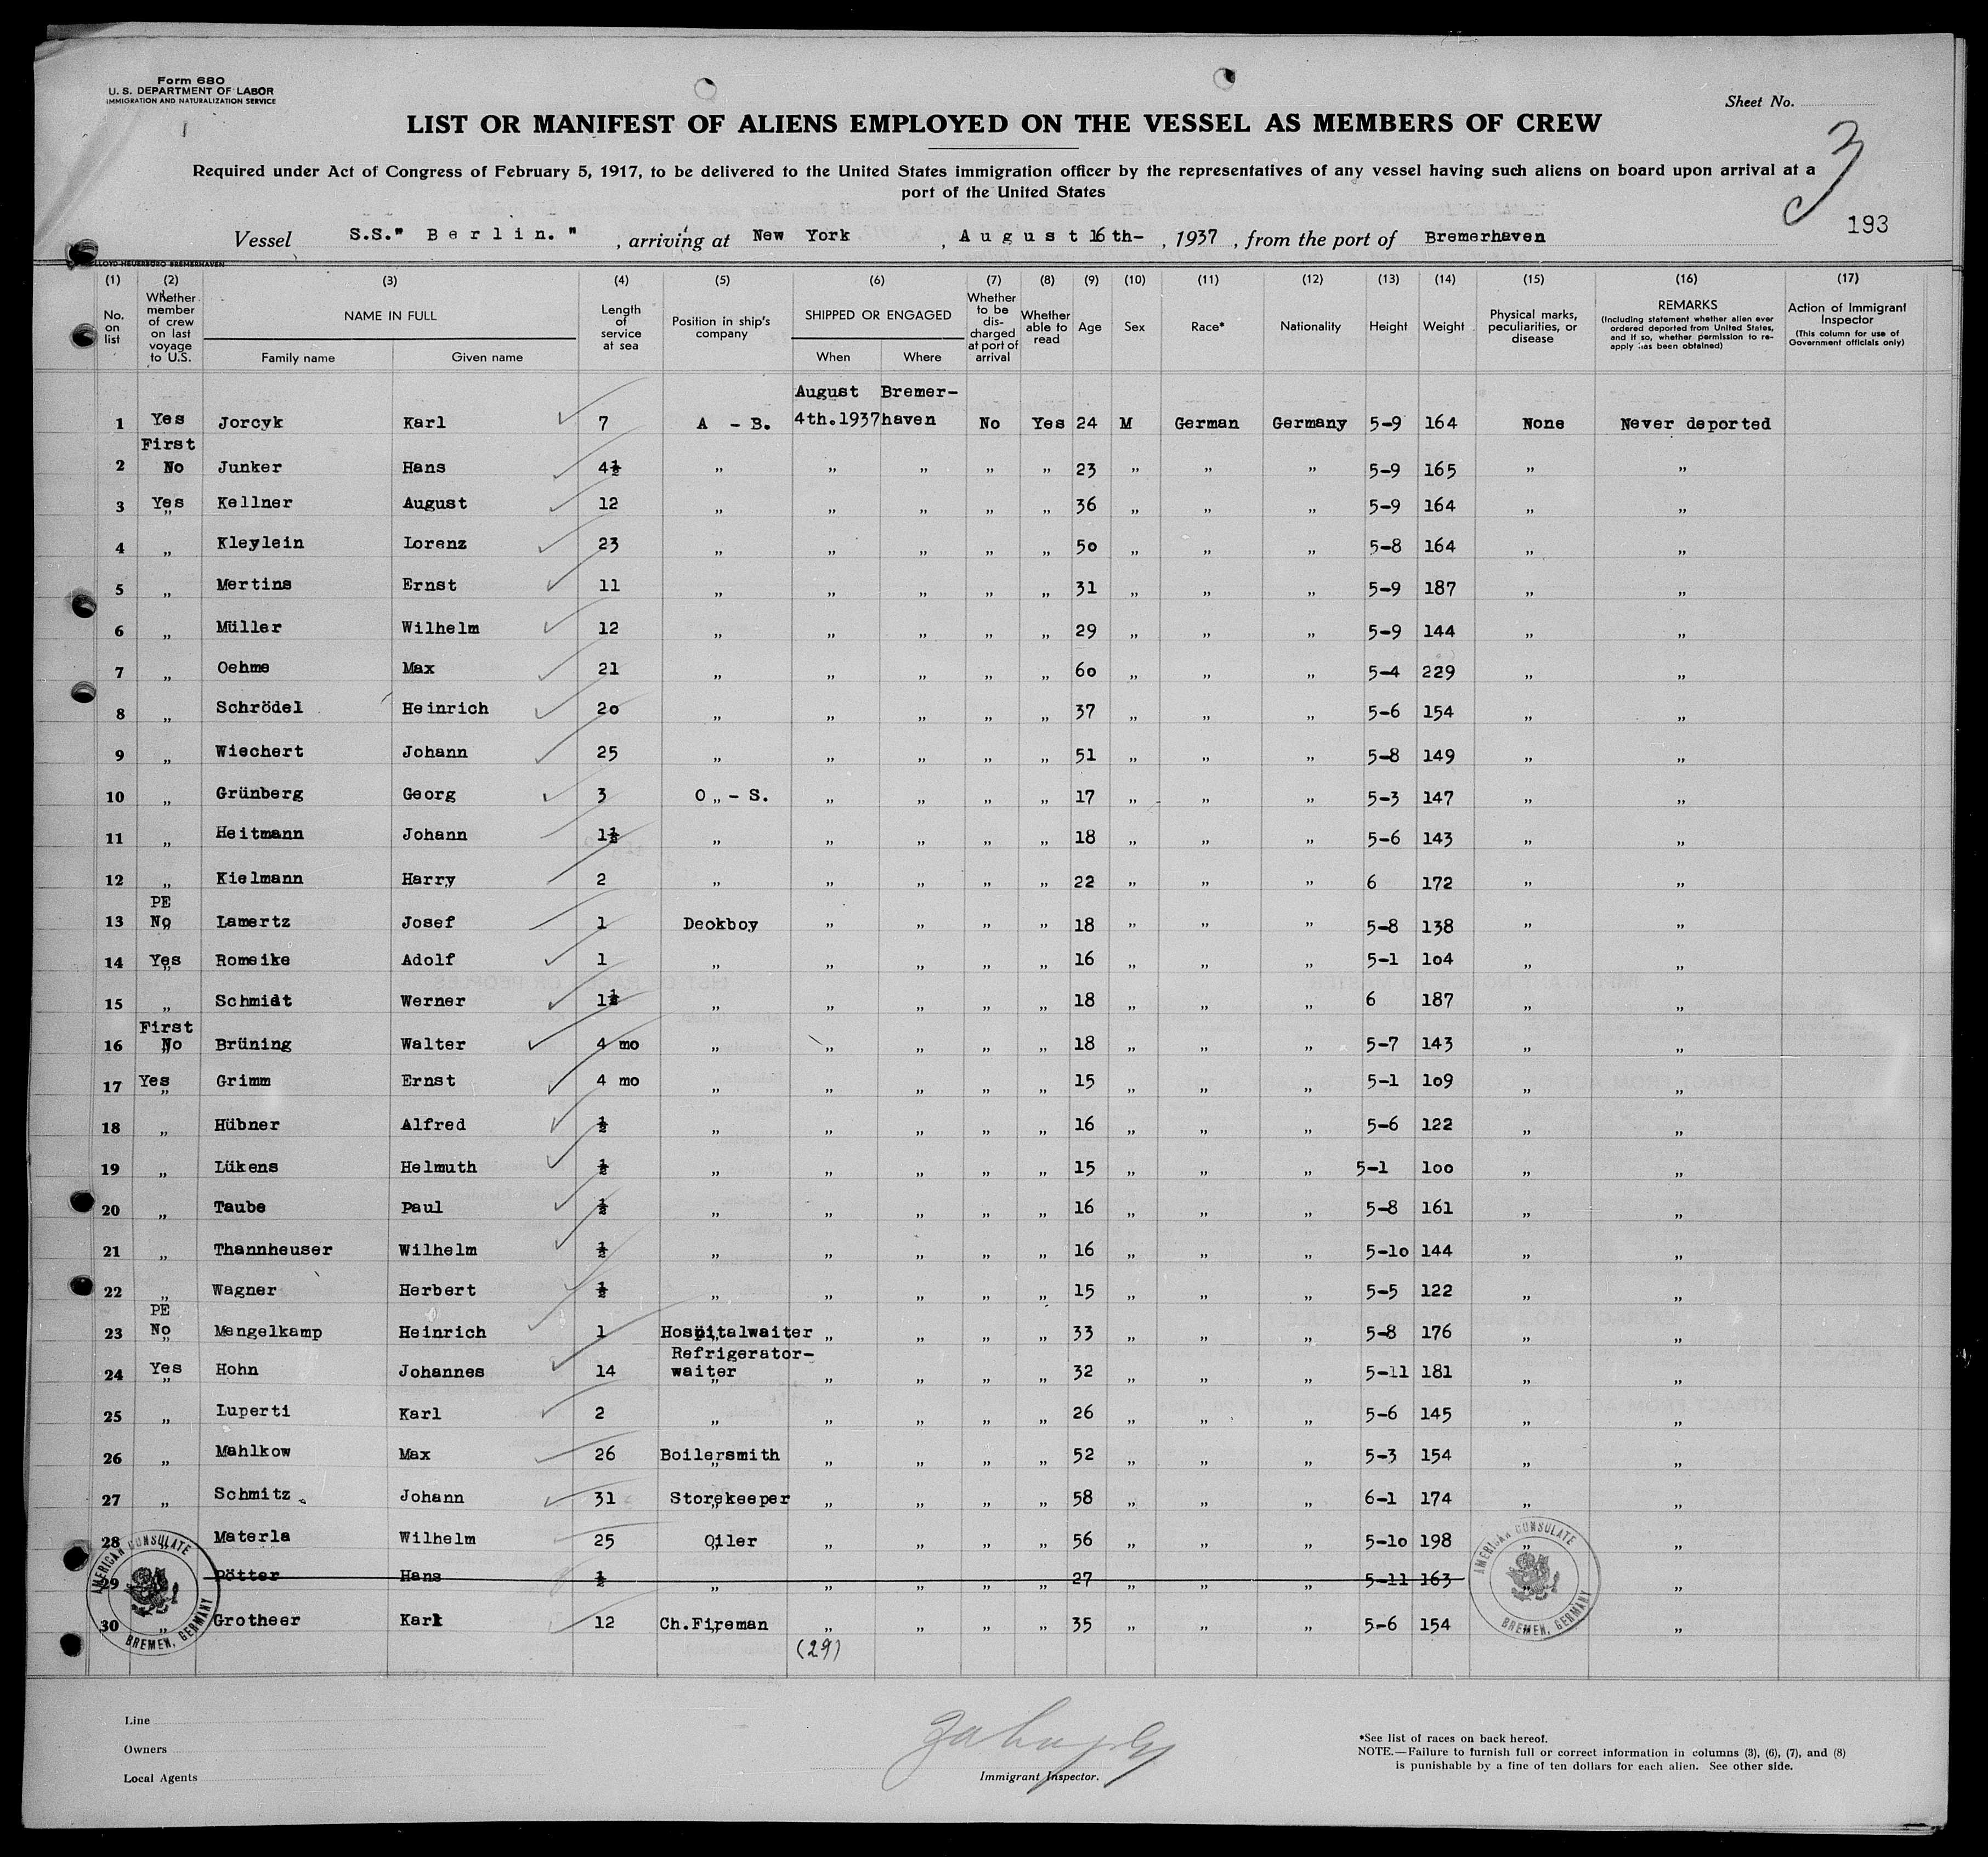 Form 680
U. S. DEPARTMENT OF LABOR
IMMIGRATION AND NATURALIZATION SERVICE
Sheet No.
LIST OR MANIFEST OF ALIENS EMPLOYED ON THE VESSEL AS MEMBERS OF CREW
3
Required under Act of Congress of February 5, 1917, to be delivered to the United States immigration officer by the representatives of any vessel having such aliens on board upon arrival at a
port of the United States
193
Vessel S.S." Berlin. " , arriving at New York , August 16th- , 1937 , from the port of Bremerhaven
(1) (2) (3) (4) (5) (6) (7) (8) (9) (10) (11) (12) (13) (14) (15) (16) (17)
No. on list | Whether member of crew on last voyage to U.S. | NAME IN FULL Family name Given name | Length of service at sea | Position in ship's company | SHIPPED OR ENGAGED When Where | Whether to be discharged at port of arrival | Whether able to read | Age | Sex | Race* | Nationality | Height | Weight | Physical marks, peculiarities, or disease | REMARKS (Including statement whether alien ever ordered deported from United States, and if so, whether permission to reapply has been obtained) | Action of Immigrant Inspector (This column for use of Government officials only)
August Bremer-
1 Yes Jorcyk Karl 7 A - B. 4th.1937 haven No Yes 24 M German Germany 5-9 164 None Never deported
First
2 No Junker Hans 4½ " " " " " 23 " " " 5-9 165 " "
3 Yes " Kellner August 12 " " " " " 36 " " " 5-9 164 " "
4 " Kleylein Lorenz 23 " " " " " 50 " " " 5-8 164 " "
5 " Mertins Ernst 11 " " " " " 31 " " " 5-9 187 " "
6 " Müller Wilhelm 12 " " " " " 29 " " " 5-9 144 " "
7 " Oehme Max 21 " " " " " 60 " " " 5-4 229 " "
8 " Schrödel Heinrich 20 " " " " " 37 " " " 5-6 154 " "
9 " Wiechert Johann 25 " " " " " 51 " " " 5-8 149 " "
10 " Grünberg Georg 3 O " - S. " " " " 17 " " " 5-3 147 " "
11 " Heitmann Johann 1½ " " " " " 18 " " " 5-6 143 " "
12 " Kielmann Harry 2 " " " " " 22 " " " 6 172 " "
PE
13 No " Lamertz Josef 1 Deckboy " " " " 18 " " " 5-8 138 " "
14 Yes " Romeike Adolf 1 " " " " " 16 " " " 5-1 104 " "
15 " Schmidt Werner 1½ " " " " " 18 " " " 6 187 " "
First
16 No " Brüning Walter 4 mo " " " " " 18 " " " 5-7 143 " "
17 Yes " Grimm Ernst 4 mo " " " " " 15 " " " 5-1 109 " "
18 " Hübner Alfred ½ " " " " " 16 " " " 5-6 122 " "
19 " Lükens Helmuth ½ " " " " " 15 " " " 5-1 100 " "
20 " Taube Paul ½ " " " " " 16 " " " 5-8 161 " "
21 " Thannheuser Wilhelm ½ " " " " " 16 " " " 5-10 144 " "
22 " Wagner Herbert ½ " " " " " 15 " " " 5-5 122 " "
PE
23 No " Mengelkamp Heinrich 1 Hospitalwaiter " " " " 33 " " " 5-8 176 " "
Refrigerator-
24 Yes " Hohn Johannes 14 waiter " " " " 32 " " " 5-11 181 " "
25 " Luperti Karl 2 " " " " " 26 " " " 5-6 145 " "
26 " Mahlkow Max 26 Boilersmith " " " " 52 " " " 5-3 154 " "
27 " Schmitz Johann 31 Storekeeper " " " " 58 " " " 6-1 174 " "
28 " Materla Wilhelm 25 Oiler " " " " 56 " " " 5-10 198 " "
29 Pötter Hans ½ " " " " " 27 " " " 5-11 163 " "
30 " Grotheer Karl 12 Ch.Fireman " " " " 35 " " " 5-6 154 " "
(29)
AMERICAN CONSULATE
BREMEN, GERMANY
AMERICAN CONSULATE
BREMEN, GERMANY
Line
Owners
Local Agents
Immigrant Inspector.
*See list of races on back hereof.
NOTE.—Failure to furnish full or correct information in columns (3), (6), (7), and (8)
is punishable by a fine of ten dollars for each alien. See other side.